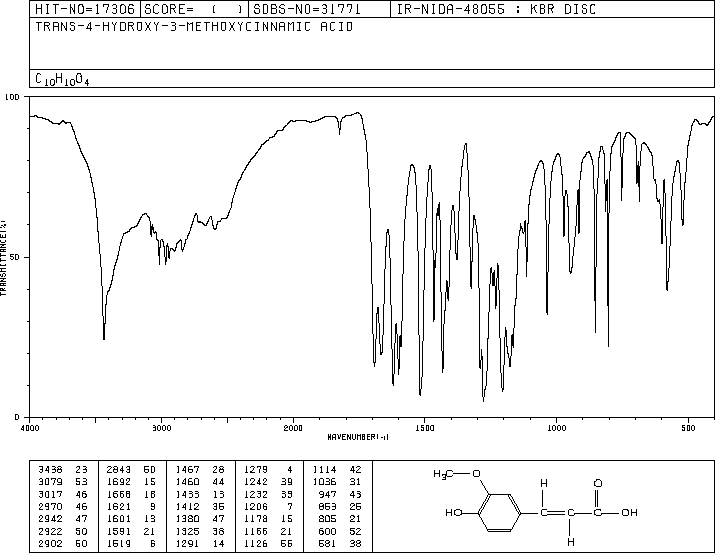 HIT-NO=17306 SCORE= ( ) SDBS-NO=31771 IR-NIDA-48055 : KBR DISC
TRANS-4-HYDROXY-3-METHOXYCINNAMIC ACID
C10H10O4
100
50
0
TRANSMITTANCE(%)
4000 3000 2000 1500 1000 500
WAVENUMBER(-1)
3438 23 2843 50 1467 28 1279 4 1114 42
3079 53 1692 15 1460 44 1242 39 1036 31
3017 46 1668 18 1433 13 1232 39 947 43
2970 46 1621 9 1412 35 1206 7 853 25
2942 47 1601 13 1380 47 1178 15 805 21
2922 50 1591 21 1325 38 1166 21 600 52
2902 50 1519 6 1291 14 1126 55 581 38
H3C O
H O
HO OH
H